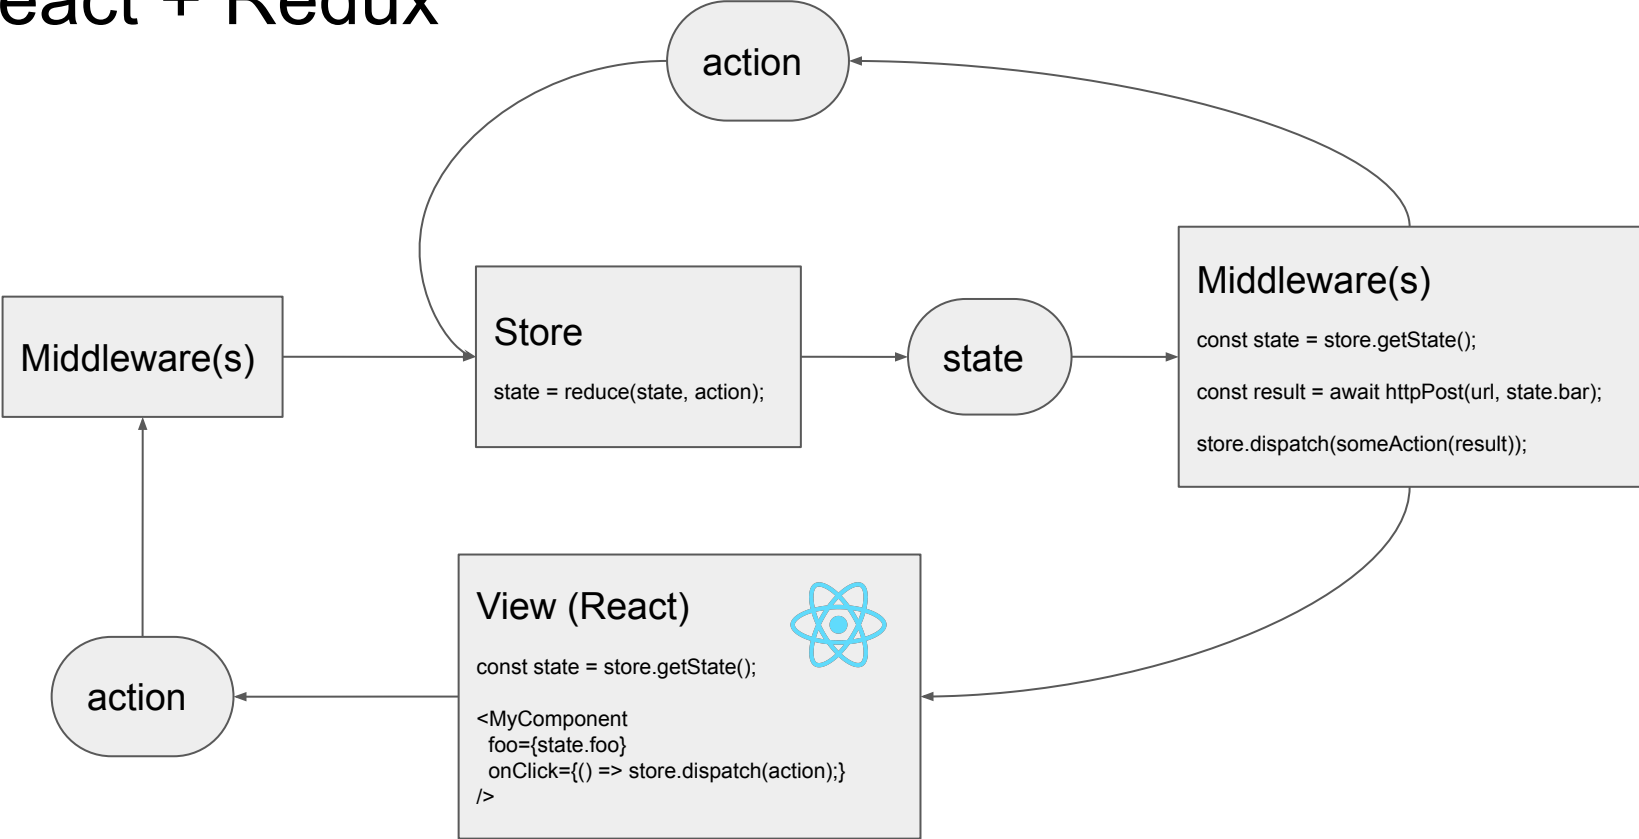 eact + Redux
action
Middleware(s)
Store
state = reduce(state, action);
state
Middleware(s)
const state = store.getState();
const result = await httpPost(url, state.bar);
store.dispatch(someAction(result));
View (React)
const state = store.getState();
<MyComponent
foo={state.foo}
onClick={() => store.dispatch(action);}
/>
action